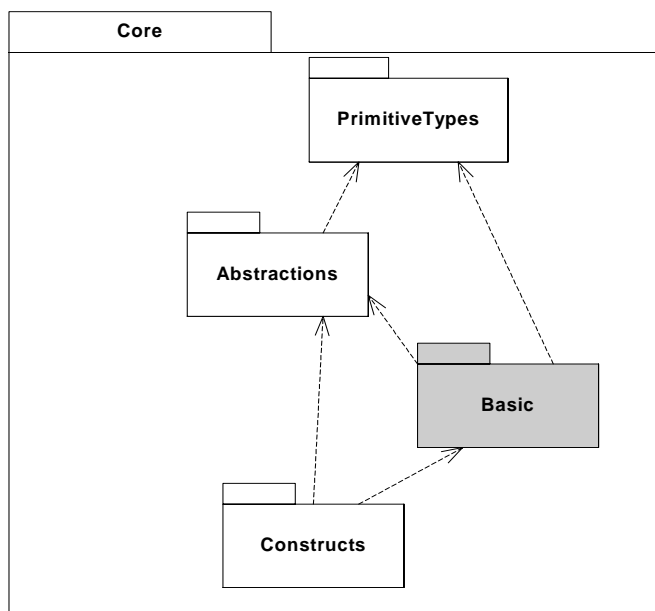 Core
PrimitiveTypes
Abstractions
Basic
Constructs